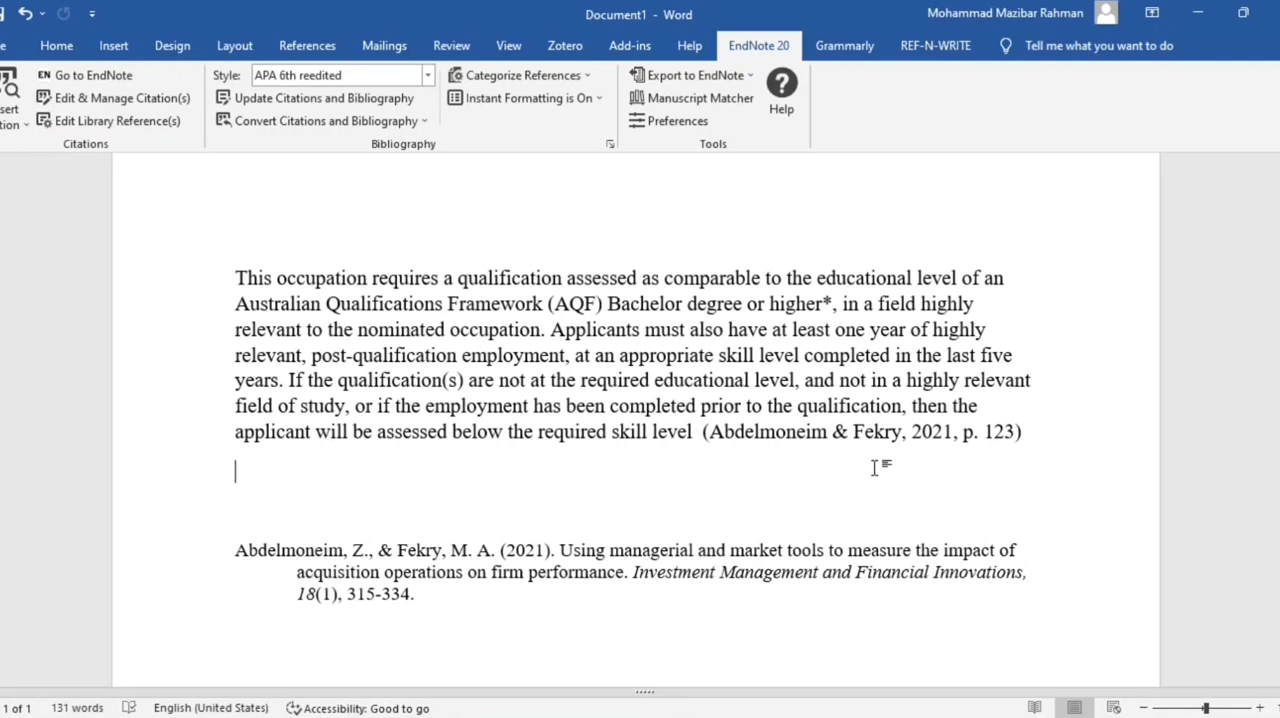 Document1 - Word
Mohammad Mazibar Rahman
Home Insert Design Layout References Mailings Review View Zotero Add-ins Help EndNote 20 Grammarly REF-N-WRITE Tell me what you want to do
EN Go to EndNote
Style: APA 6th reedited
Categorize References
Export to EndNote
Edit & Manage Citation(s)
Update Citations and Bibliography
Instant Formatting is On
Manuscript Matcher
Help
Edit Library Reference(s)
Convert Citations and Bibliography
Preferences
Citations
Bibliography
Tools
This occupation requires a qualification assessed as comparable to the educational level of an
Australian Qualifications Framework (AQF) Bachelor degree or higher*, in a field highly
relevant to the nominated occupation. Applicants must also have at least one year of highly
relevant, post-qualification employment, at an appropriate skill level completed in the last five
years. If the qualification(s) are not at the required educational level, and not in a highly relevant
field of study, or if the employment has been completed prior to the qualification, then the
applicant will be assessed below the required skill level (Abdelmoneim & Fekry, 2021, p. 123)
Abdelmoneim, Z., & Fekry, M. A. (2021). Using managerial and market tools to measure the impact of
acquisition operations on firm performance. Investment Management and Financial Innovations,
18(1), 315-334.
1 of 1 131 words English (United States) Accessibility: Good to go